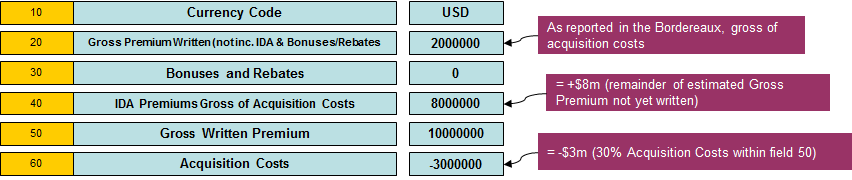 10 Currency Code USD
20 Gross Premium Written (not inc. IDA & Bonuses/Rebates 2000000
As reported in the Bordereaux, gross of
acquisition costs
30 Bonuses and Rebates 0
40 IDA Premiums Gross of Acquisition Costs 8000000
= +$8m (remainder of estimated Gross
Premium not yet written)
50 Gross Written Premium 10000000
60 Acquisition Costs -3000000
= -$3m (30% Acquisition Costs within field 50)